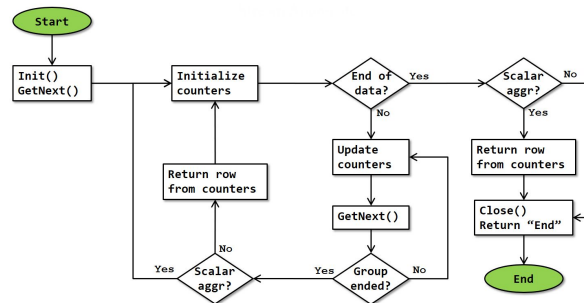 Start
Init()
GetNext()
Initialize
counters
End of
data?
Yes
No
Scalar
aggr?
No
Yes
Update
counters
Return row
from counters
Return row
from counters
GetNext()
Close()
Return “End”
No
Scalar
aggr?
Yes
Yes
Group
ended?
No
End